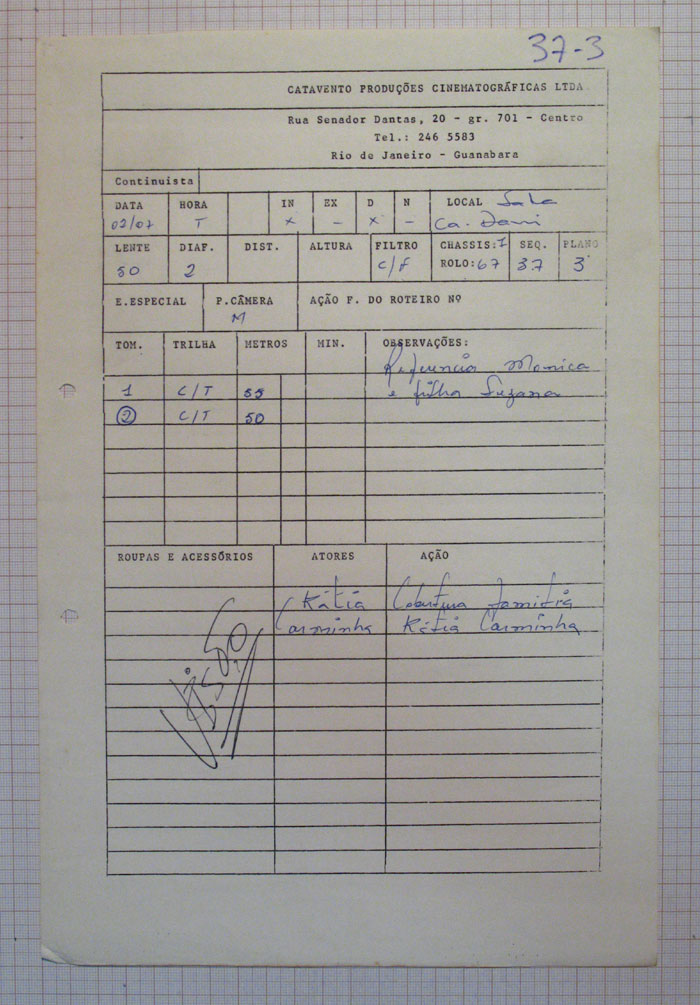 37-3
CATAVENTO PRODUÇÕES CINEMATOGRÁFICAS LTDA.
Rua Senador Dantas, 20 - gr. 701 - Centro
Tel.: 246 5583
Rio de Janeiro - Guanabara
Continuista
DATA HORA IN EX D N LOCAL Sala
02/07 T x - x - Ca. Davi
LENTE DIAF. DIST. ALTURA FILTRO CHASSIS: 1 SEQ. PLANO
50 2 c/f ROLO: 67 37 3
E.ESPECIAL P.CÂMERA AÇÃO F. DO ROTEIRO Nº
M
TOM. TRILHA METROS MIN. OBSERVAÇÕES:
Referencia Monica
1 C/T 55 e filha Suzana
2 C/T 50
ROUPAS E ACESSÓRIOS ATORES AÇÃO
Kátia Cobertura
Carminha Kátia Carminha